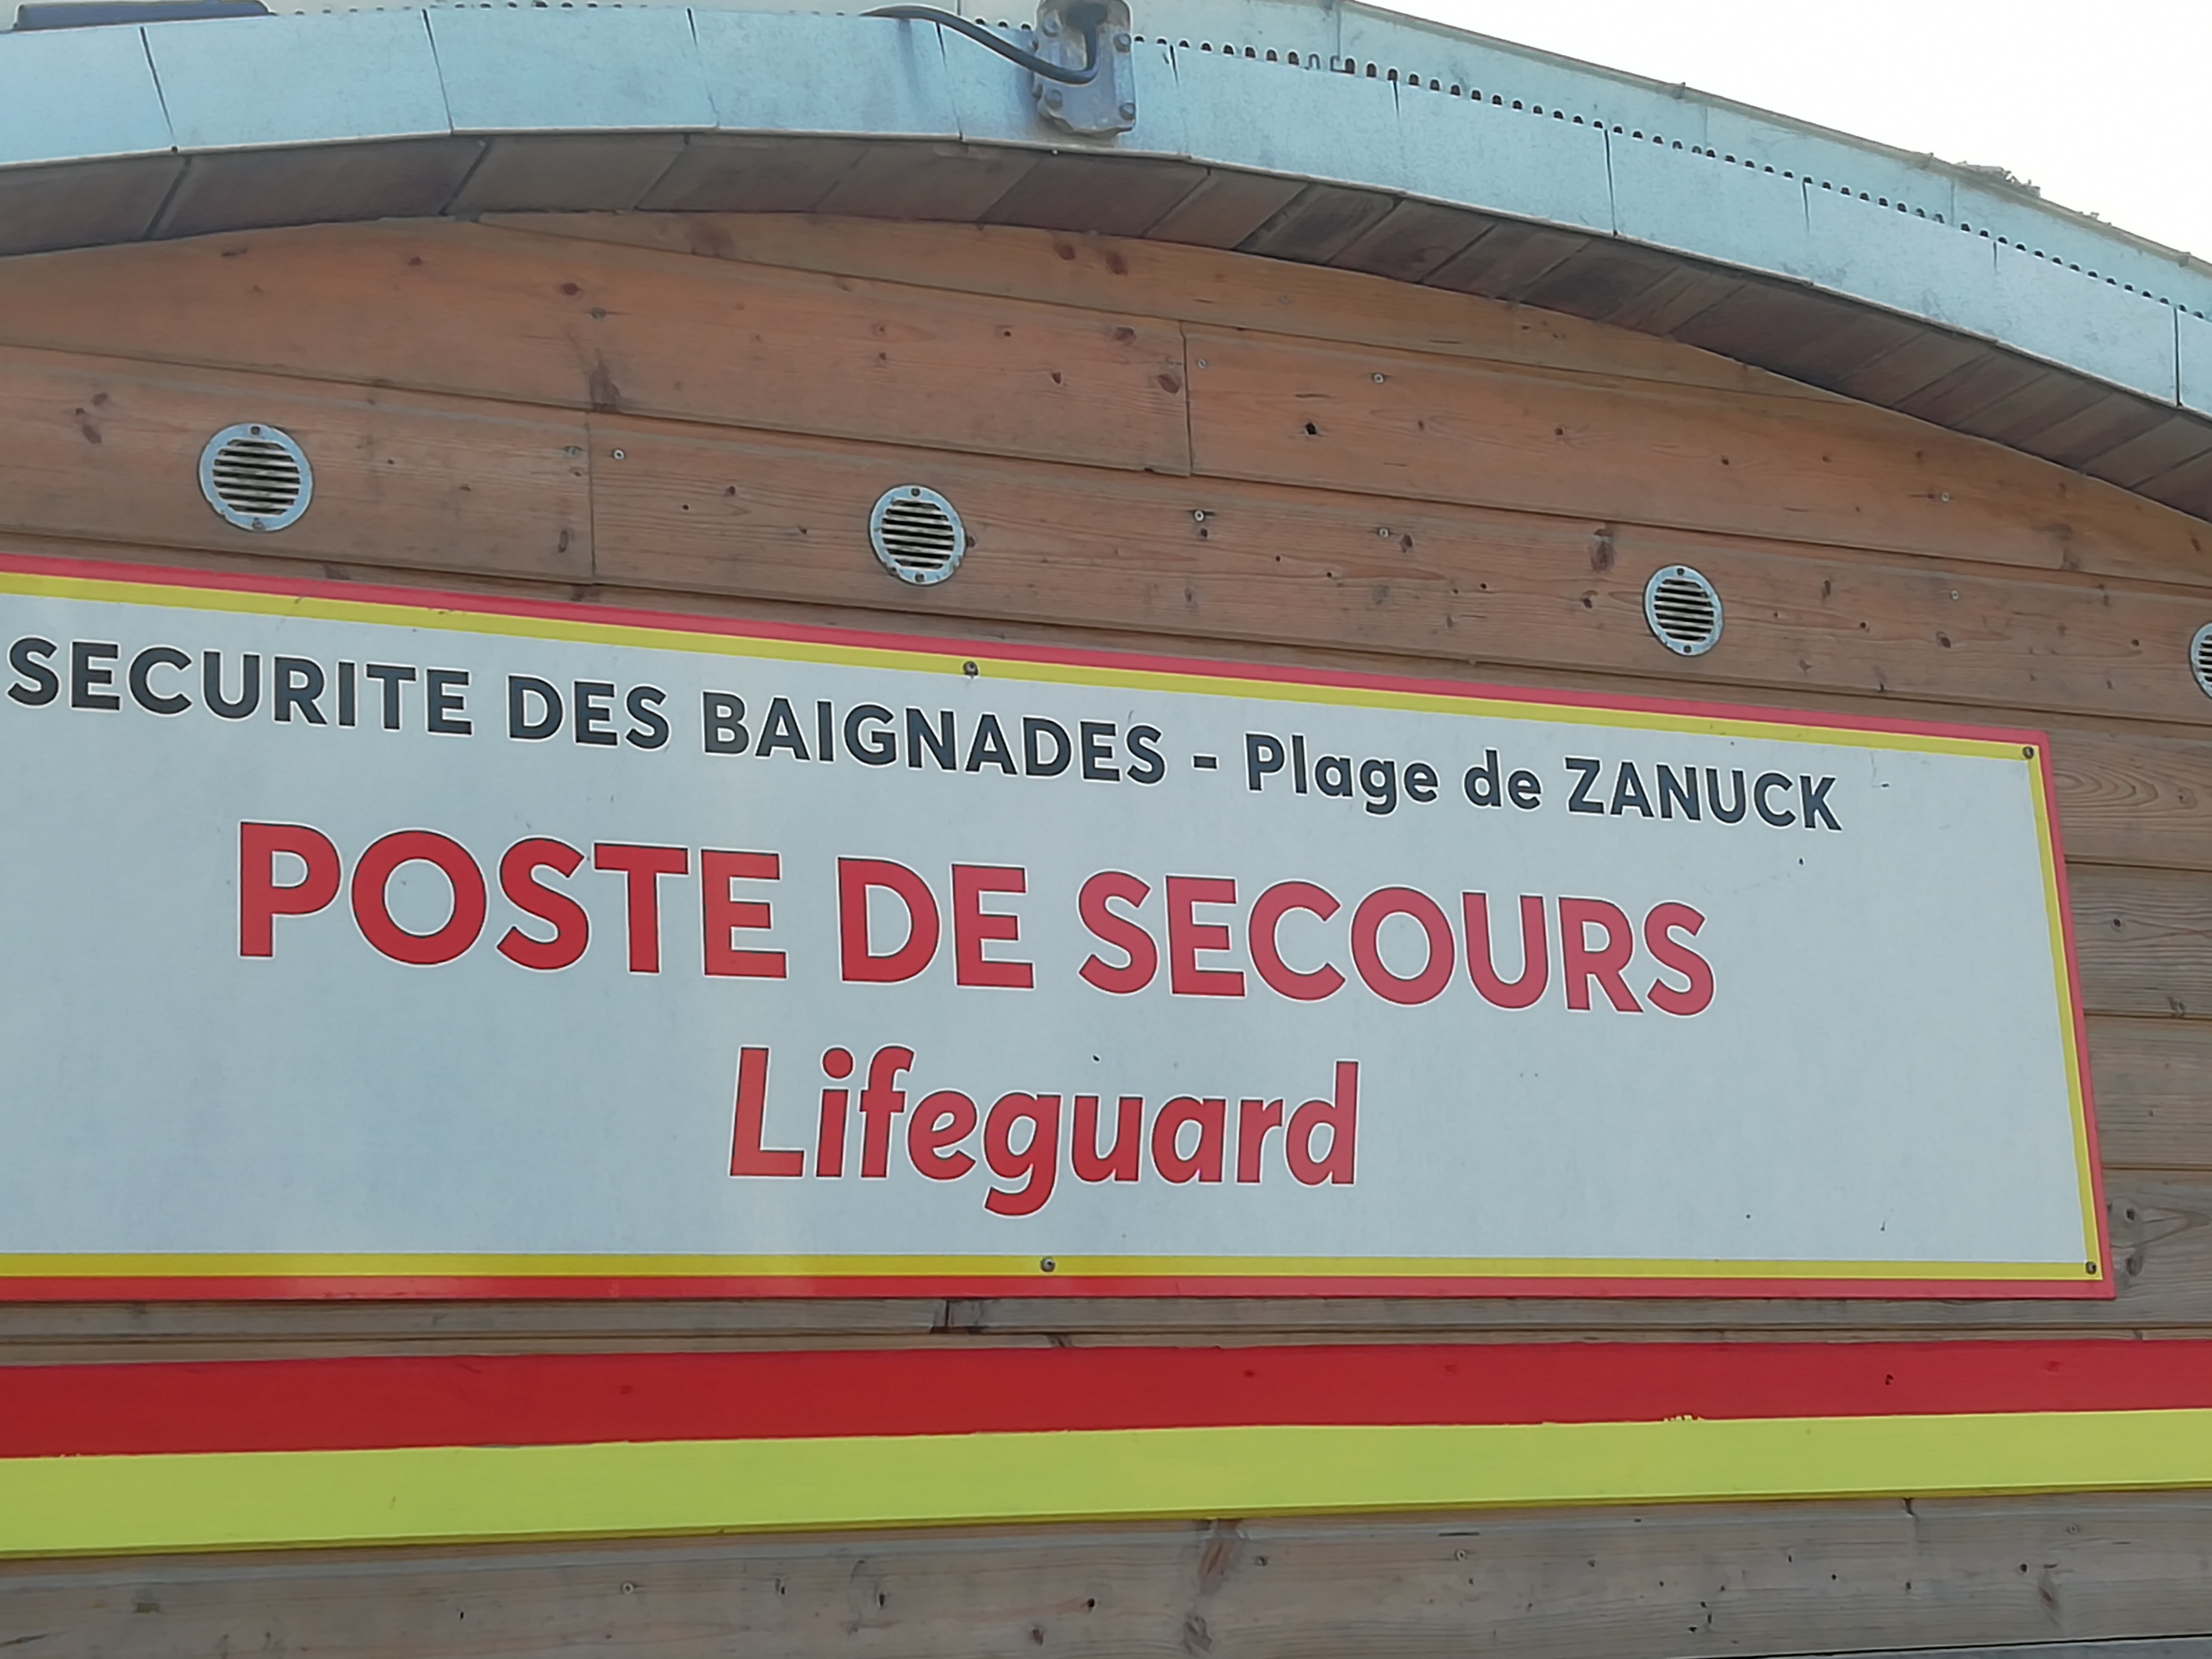 SECURITE DES BAIGNADES - Plage de ZANUCK
POSTE DE SECOURS
Lifeguard